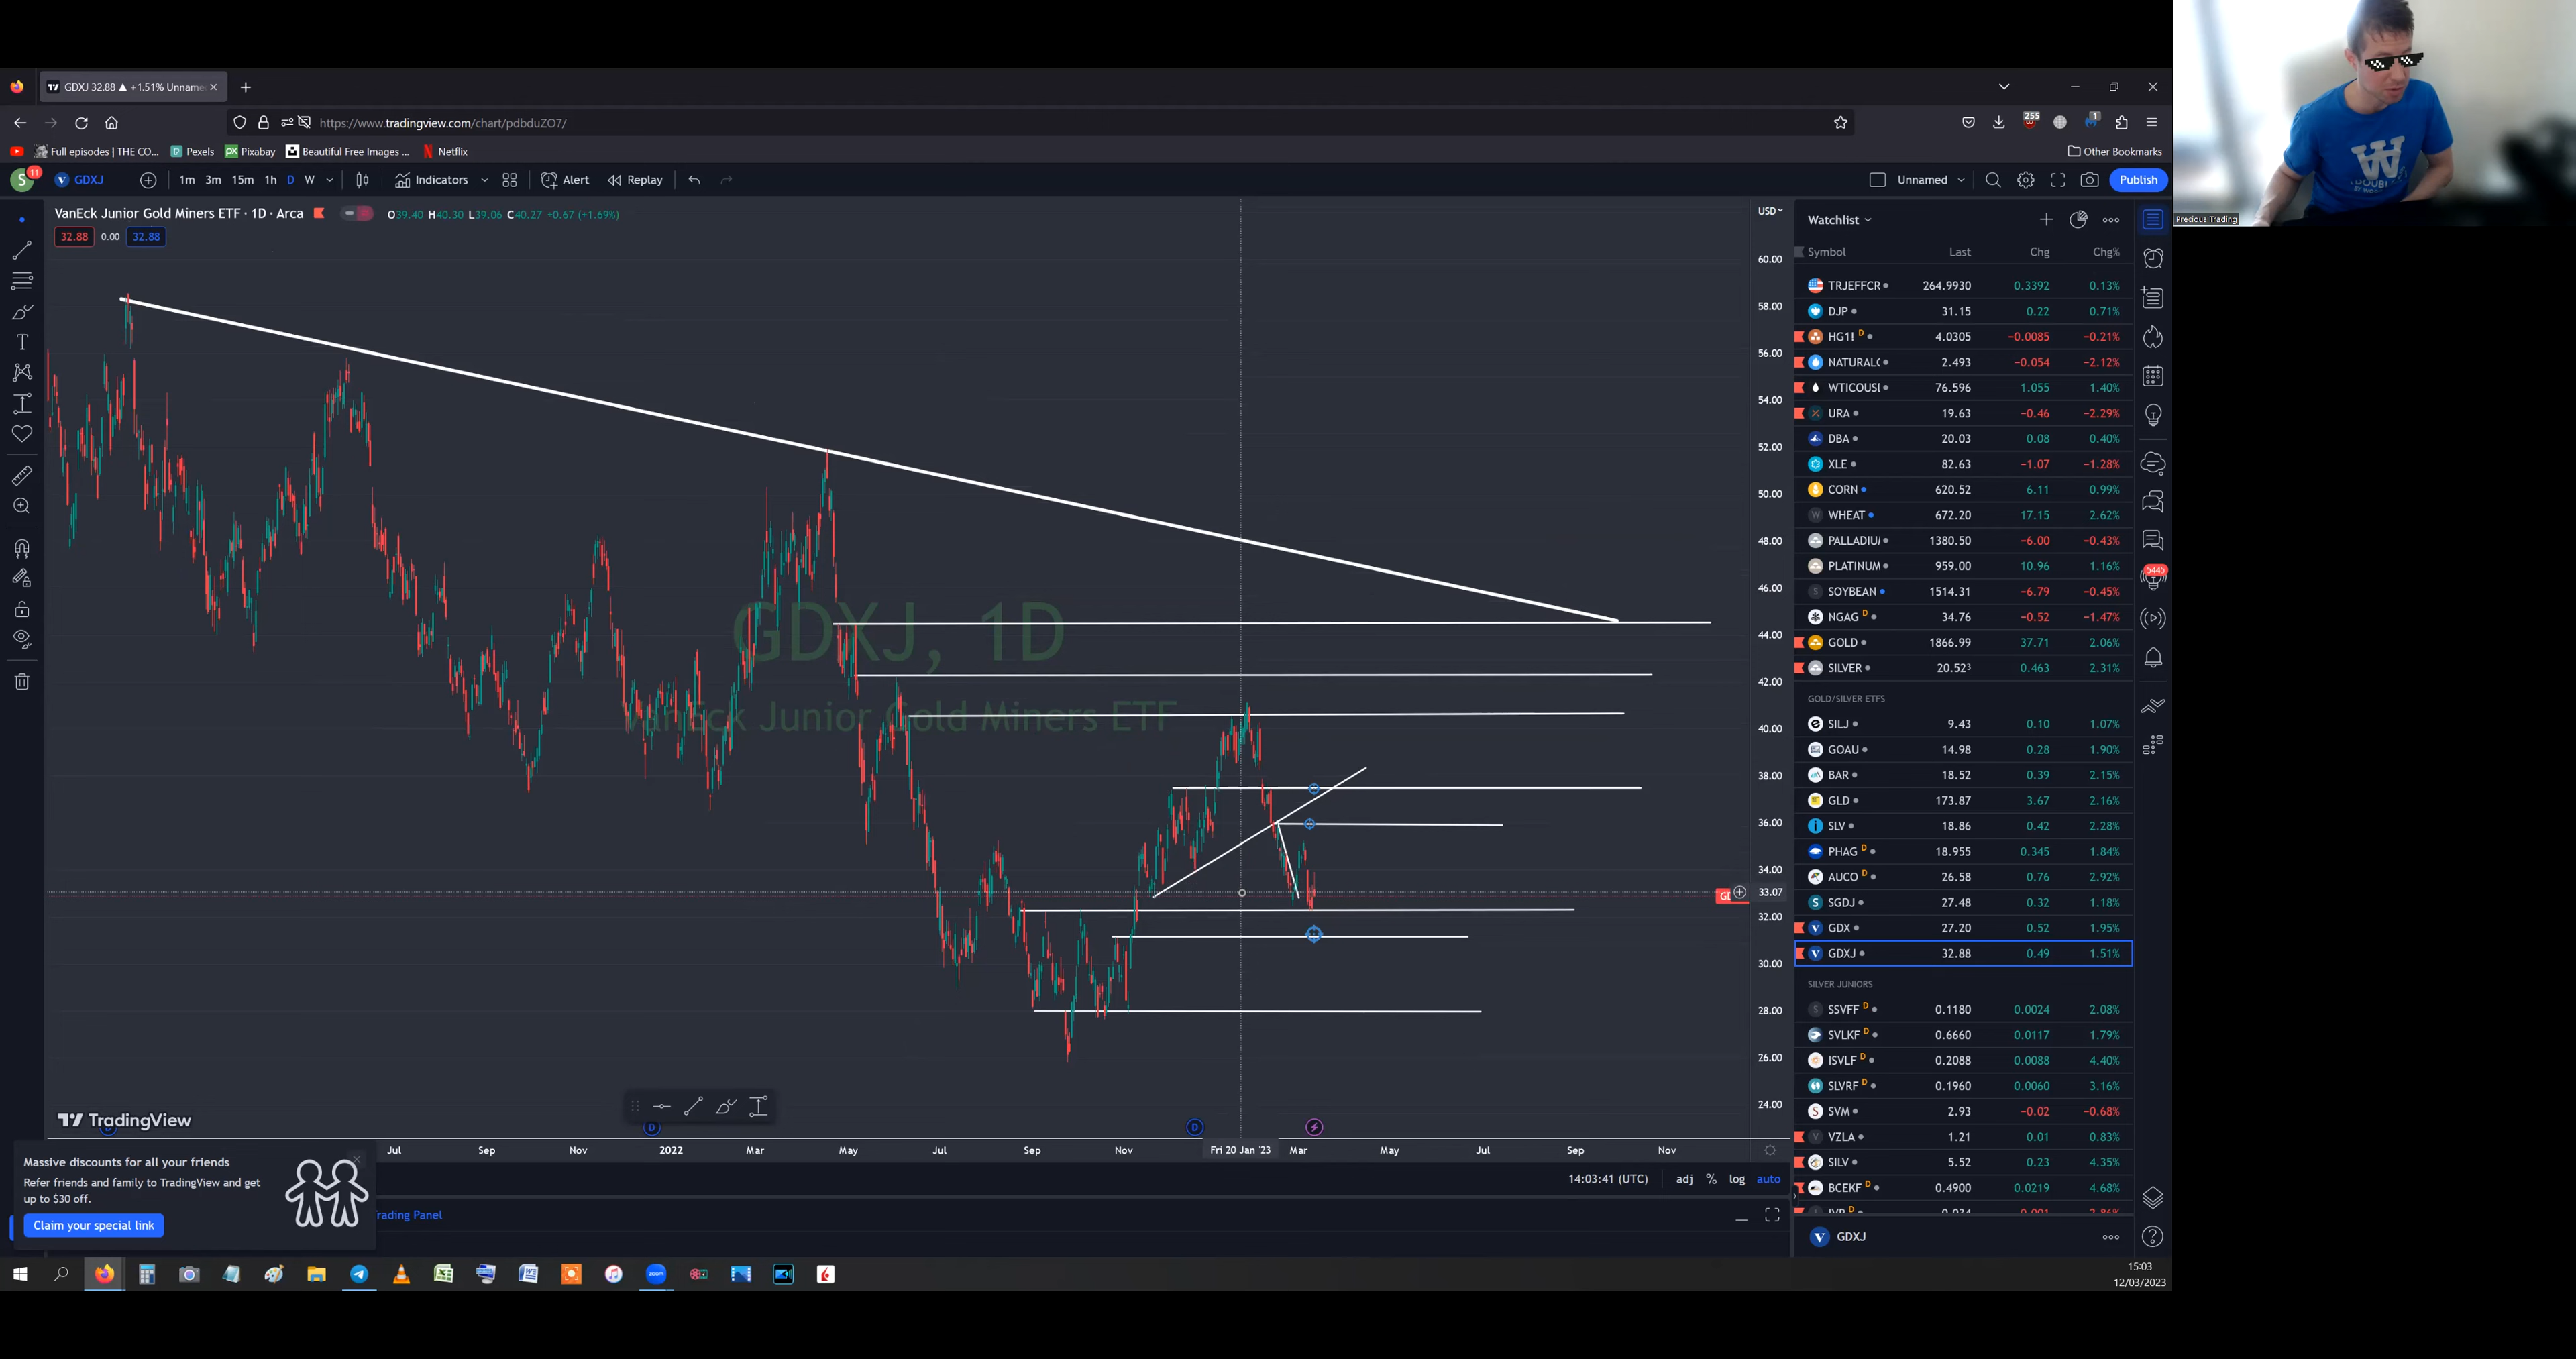 GDXJ 32.88 ▲ +1.51% Unname
https://www.tradingview.com/chart/pdbduZO7/
255
1
Full episodes | THE CO...
Pexels
px Pixabay
Beautiful Free Images ...
Netflix
Other Bookmarks
S
11
GDXJ
1m 3m 15m 1h D W
Indicators
Alert
Replay
Unnamed
Publish
VanEck Junior Gold Miners ETF · 1D · Arca
O39.40 H40.30 L39.06 C40.27 +0.67 (+1.69%)
32.88 0.00 32.88
USD
60.00
58.00
56.00
54.00
52.00
50.00
48.00
46.00
44.00
42.00
40.00
38.00
36.00
34.00
33.07
32.00
30.00
28.00
26.00
24.00
GDXJ, 1D
VanEck Junior Gold Miners ETF
TradingView
D
D
Jul Sep Nov 2022 Mar May Jul Sep Nov Fri 20 Jan '23 Mar May Jul Sep Nov
14:03:41 (UTC) adj % log auto
Massive discounts for all your friends
Refer friends and family to TradingView and get
up to $30 off.
Claim your special link
rading Panel
Watchlist
Symbol Last Chg Chg%
TRJEFFCR 264.9930 0.3392 0.13%
DJP 31.15 0.22 0.71%
HG1! D 4.0305 −0.0085 −0.21%
NATURALC 2.493 −0.054 −2.12%
WTICOUSI 76.596 1.055 1.40%
URA 19.63 −0.46 −2.29%
DBA 20.03 0.08 0.40%
XLE 82.63 −1.07 −1.28%
CORN 620.52 6.11 0.99%
WHEAT 672.20 17.15 2.62%
PALLADIU 1380.50 −6.00 −0.43%
PLATINUM 959.00 10.96 1.16%
SOYBEAN 1514.31 −6.79 −0.45%
NGAG D 34.76 −0.52 −1.47%
GOLD 1866.99 37.71 2.06%
SILVER 20.523 0.463 2.31%
GOLD/SILVER ETFS
SILJ 9.43 0.10 1.07%
GOAU 14.98 0.28 1.90%
BAR 18.52 0.39 2.15%
GLD 173.87 3.67 2.16%
SLV 18.86 0.42 2.28%
PHAG D 18.955 0.345 1.84%
AUCO D 26.58 0.76 2.92%
SGDJ 27.48 0.32 1.18%
GDX 27.20 0.52 1.95%
GDXJ 32.88 0.49 1.51%
SILVER JUNIORS
SSVFF D 0.1180 0.0024 2.08%
SVLKF D 0.6660 0.0117 1.79%
ISVLF D 0.2088 0.0088 4.40%
SLVRF D 0.1960 0.0060 3.16%
SVM 2.93 −0.02 −0.68%
VZLA 1.21 0.01 0.83%
SILV 5.52 0.23 4.35%
BCEKF D 0.4900 0.0219 4.68%
GDXJ
5445
Precious Trading
W
zoom
15:03
12/03/2023